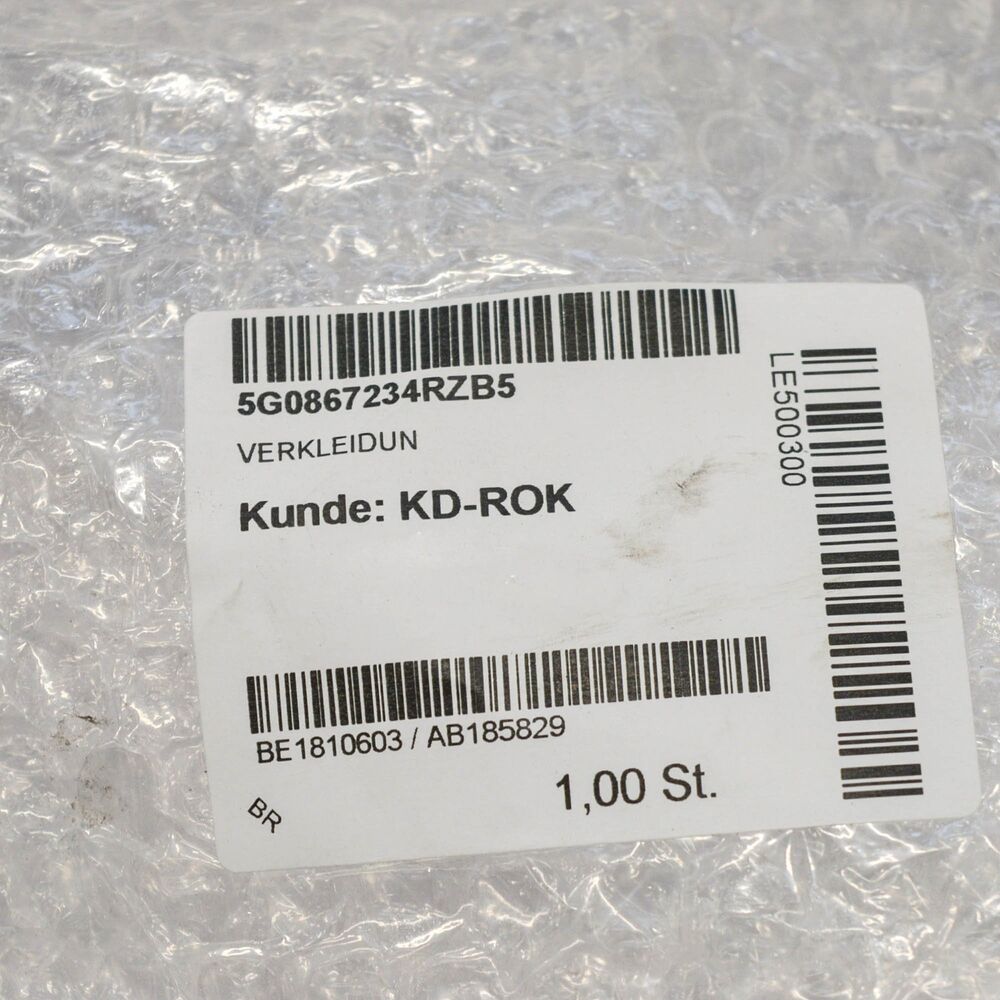 5G0867234RZB5
VERKLEIDUN
Kunde: KD-ROK
LE500300
BE1810603 / AB185829
1,00 St.
BR